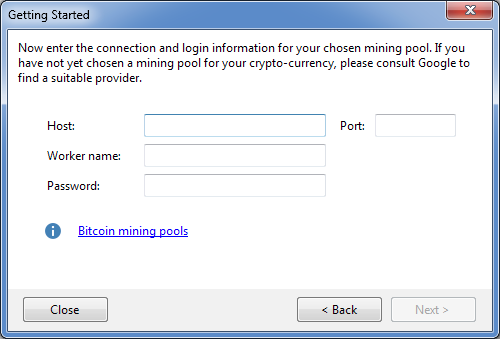 Getting Started
Now enter the connection and login information for your chosen mining pool. If you
have not yet chosen a mining pool for your crypto-currency, please consult Google to
find a suitable provider.
Host:
Port:
Worker name:
Password:
Bitcoin mining pools
Close
< Back
Next >